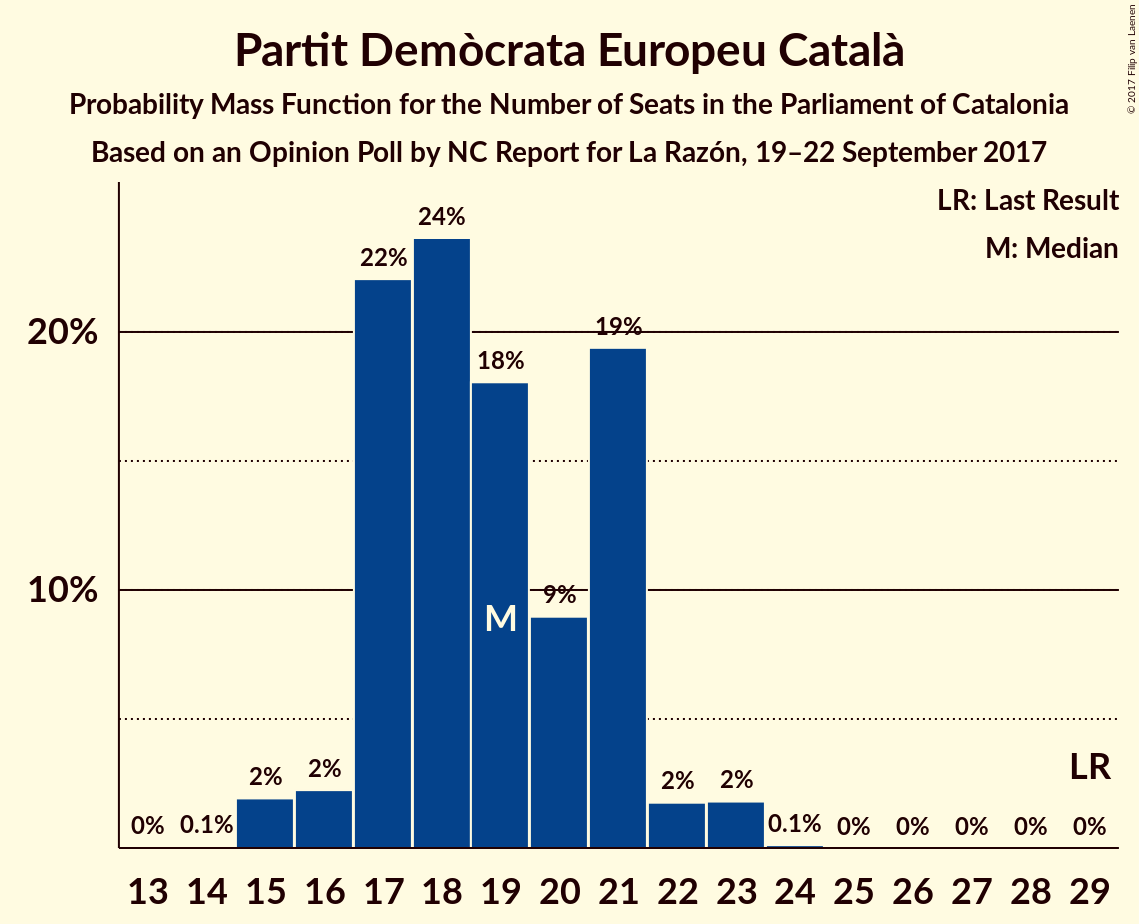 Partit Demòcrata Europeu Català
Probability Mass Function for the Number of Seats in the Parliament of Catalonia
Based on an Opinion Poll by NC Report for La Razón, 19–22 September 2017
© 2017 Filip van Laenen
LR: Last Result
M: Median
20%
10%
0% 0.1% 2% 2% 22% 24% 18% 9% 19% 2% 2% 0.1% 0% 0% 0% 0% 0%
M
LR
13 14 15 16 17 18 19 20 21 22 23 24 25 26 27 28 29